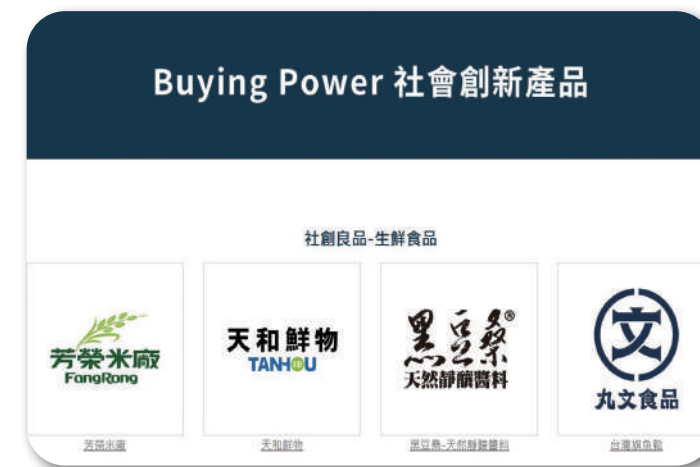 Buying Power 社會創新產品
社創良品-生鮮食品
芳榮米廠
FangRong
天和鮮物
TANHOU
黑豆桑®
天然靜釀醬料
文
丸文食品
芳榮米廠
天和鮮物
黑豆桑-天然靜釀醬料
台灣旗魚鬆